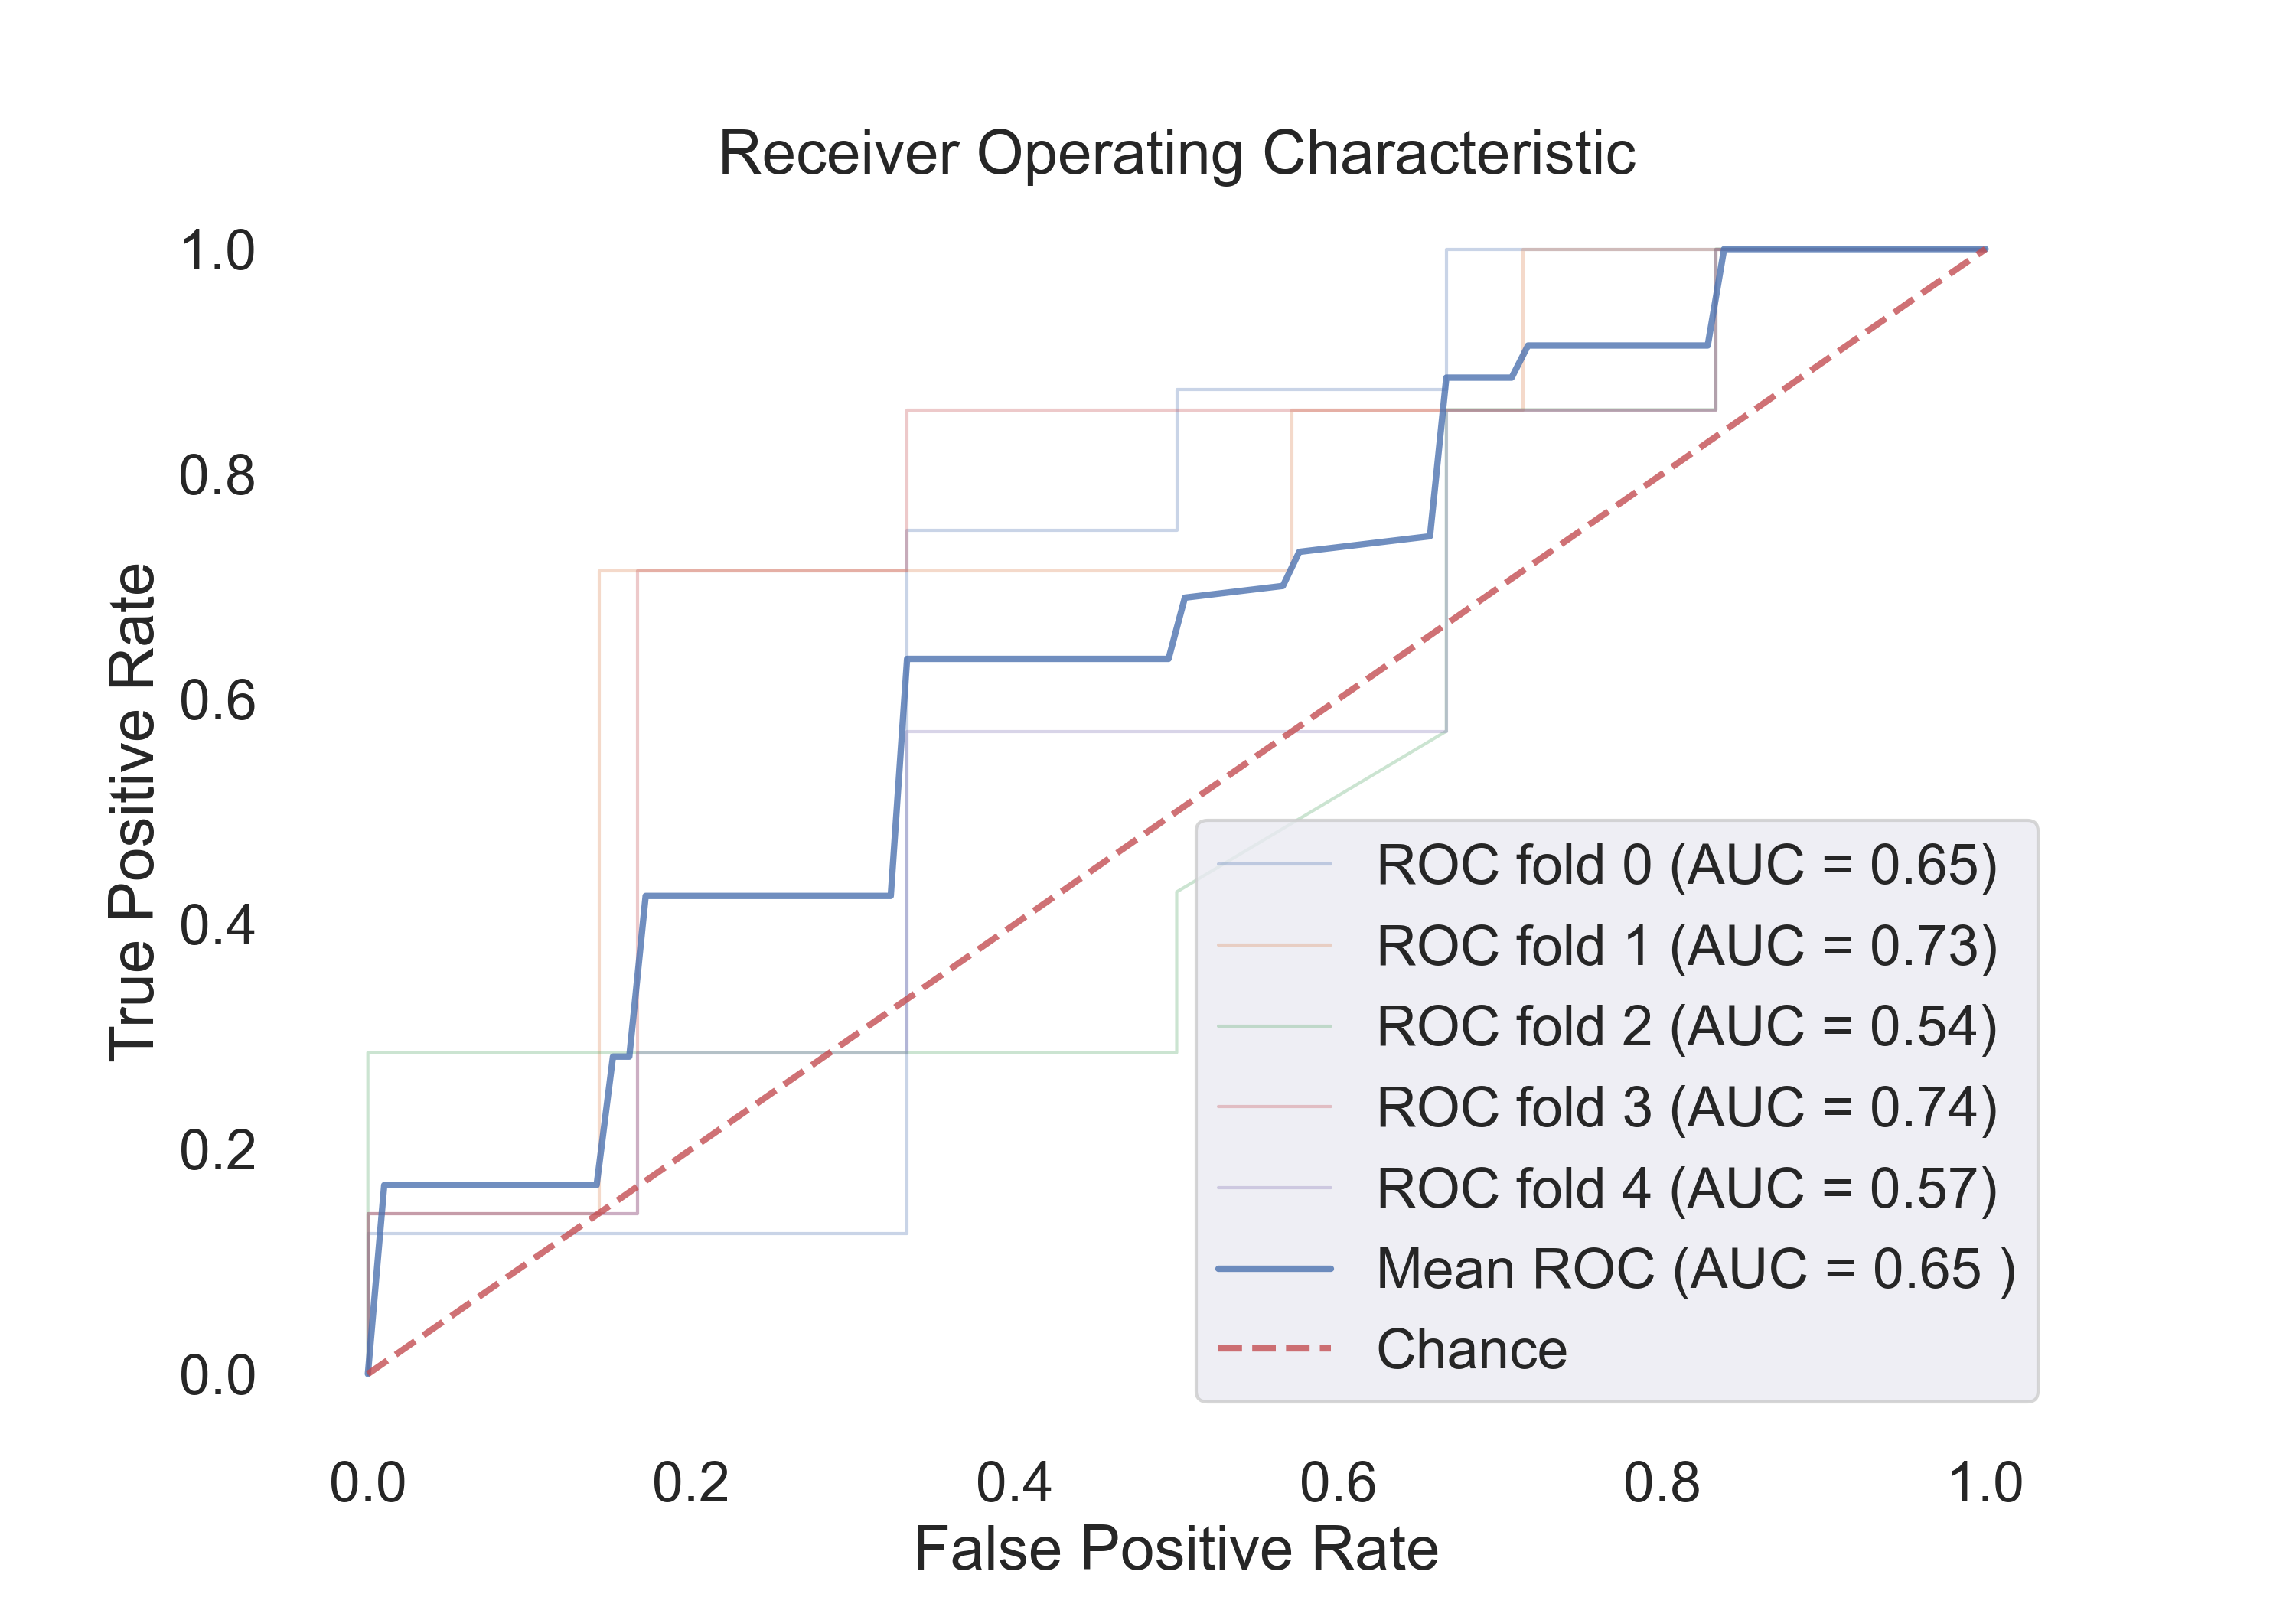 Receiver Operating Characteristic
1.0
0.8
0.6
0.4
0.2
0.0
True Positive Rate
ROC fold 0 (AUC = 0.65)
ROC fold 1 (AUC = 0.73)
ROC fold 2 (AUC = 0.54)
ROC fold 3 (AUC = 0.74)
ROC fold 4 (AUC = 0.57)
Mean ROC (AUC = 0.65 )
Chance
0.0 0.2 0.4 0.6 0.8 1.0
False Positive Rate